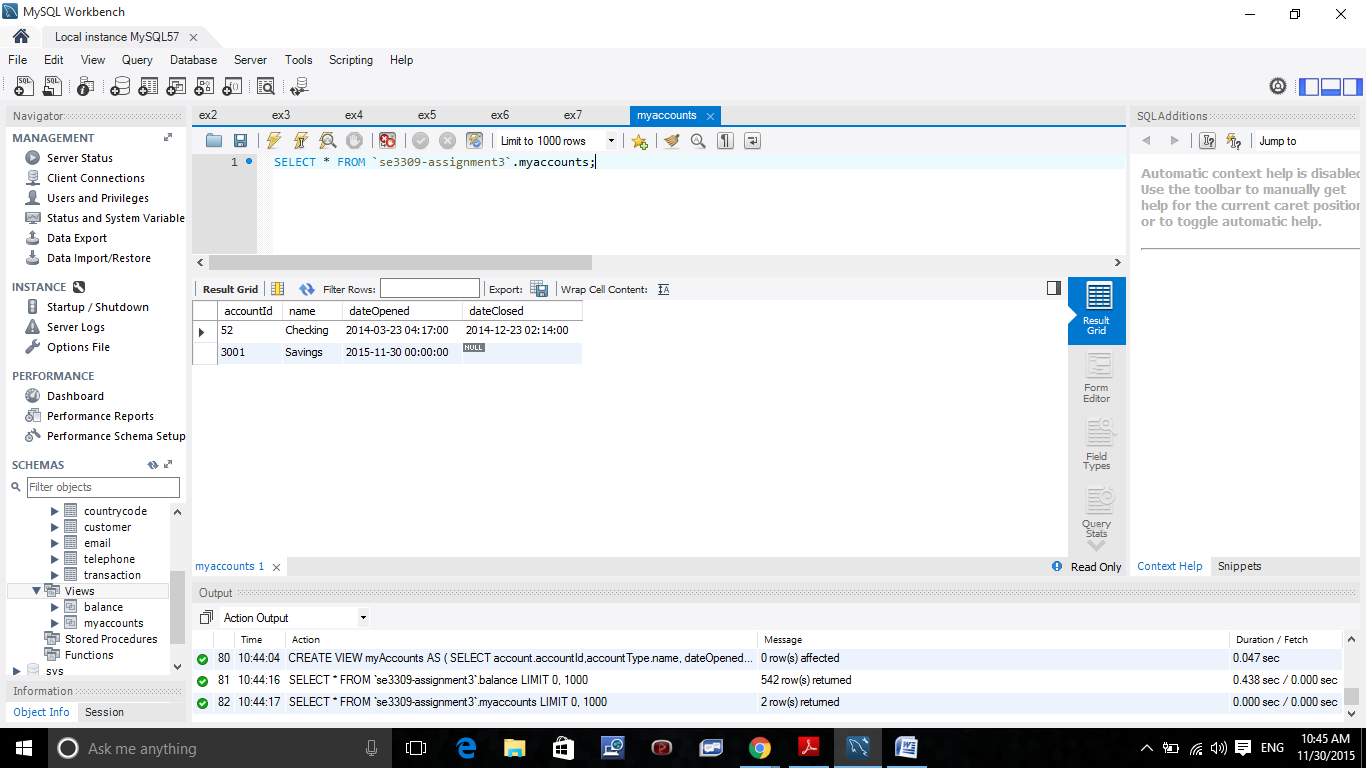 MySQL Workbench
Local instance MySQL57
File Edit View Query Database Server Tools Scripting Help
Navigator
MANAGEMENT
Server Status
Client Connections
Users and Privileges
Status and System Variable
Data Export
Data Import/Restore
INSTANCE
Startup / Shutdown
Server Logs
Options File
PERFORMANCE
Dashboard
Performance Reports
Performance Schema Setup
SCHEMAS
Filter objects
countrycode
customer
email
telephone
transaction
Views
balance
myaccounts
Stored Procedures
Functions
sys
Information
Object Info Session
ex2 ex3 ex4 ex5 ex6 ex7 myaccounts
Limit to 1000 rows
1 SELECT * FROM `se3309-assignment3`.myaccounts;
Result Grid Filter Rows: Export: Wrap Cell Content:
accountId name dateOpened dateClosed
52 Checking 2014-03-23 04:17:00 2014-12-23 02:14:00
3001 Savings 2015-11-30 00:00:00 NULL
Result
Grid
Form
Editor
Field
Types
Query
Stats
myaccounts 1
Read Only
SQLAdditions
Jump to
Automatic context help is disabled
Use the toolbar to manually get
help for the current caret position
or to toggle automatic help.
Context Help Snippets
Output
Action Output
Time Action Message Duration / Fetch
80 10:44:04 CREATE VIEW myAccounts AS ( SELECT account.accountId,accountType.name, dateOpened... 0 row(s) affected 0.047 sec
81 10:44:16 SELECT * FROM `se3309-assignment3`.balance LIMIT 0, 1000 542 row(s) returned 0.438 sec / 0.000 sec
82 10:44:17 SELECT * FROM `se3309-assignment3`.myaccounts LIMIT 0, 1000 2 row(s) returned 0.000 sec / 0.000 sec
Ask me anything
ENG
10:45 AM
11/30/2015